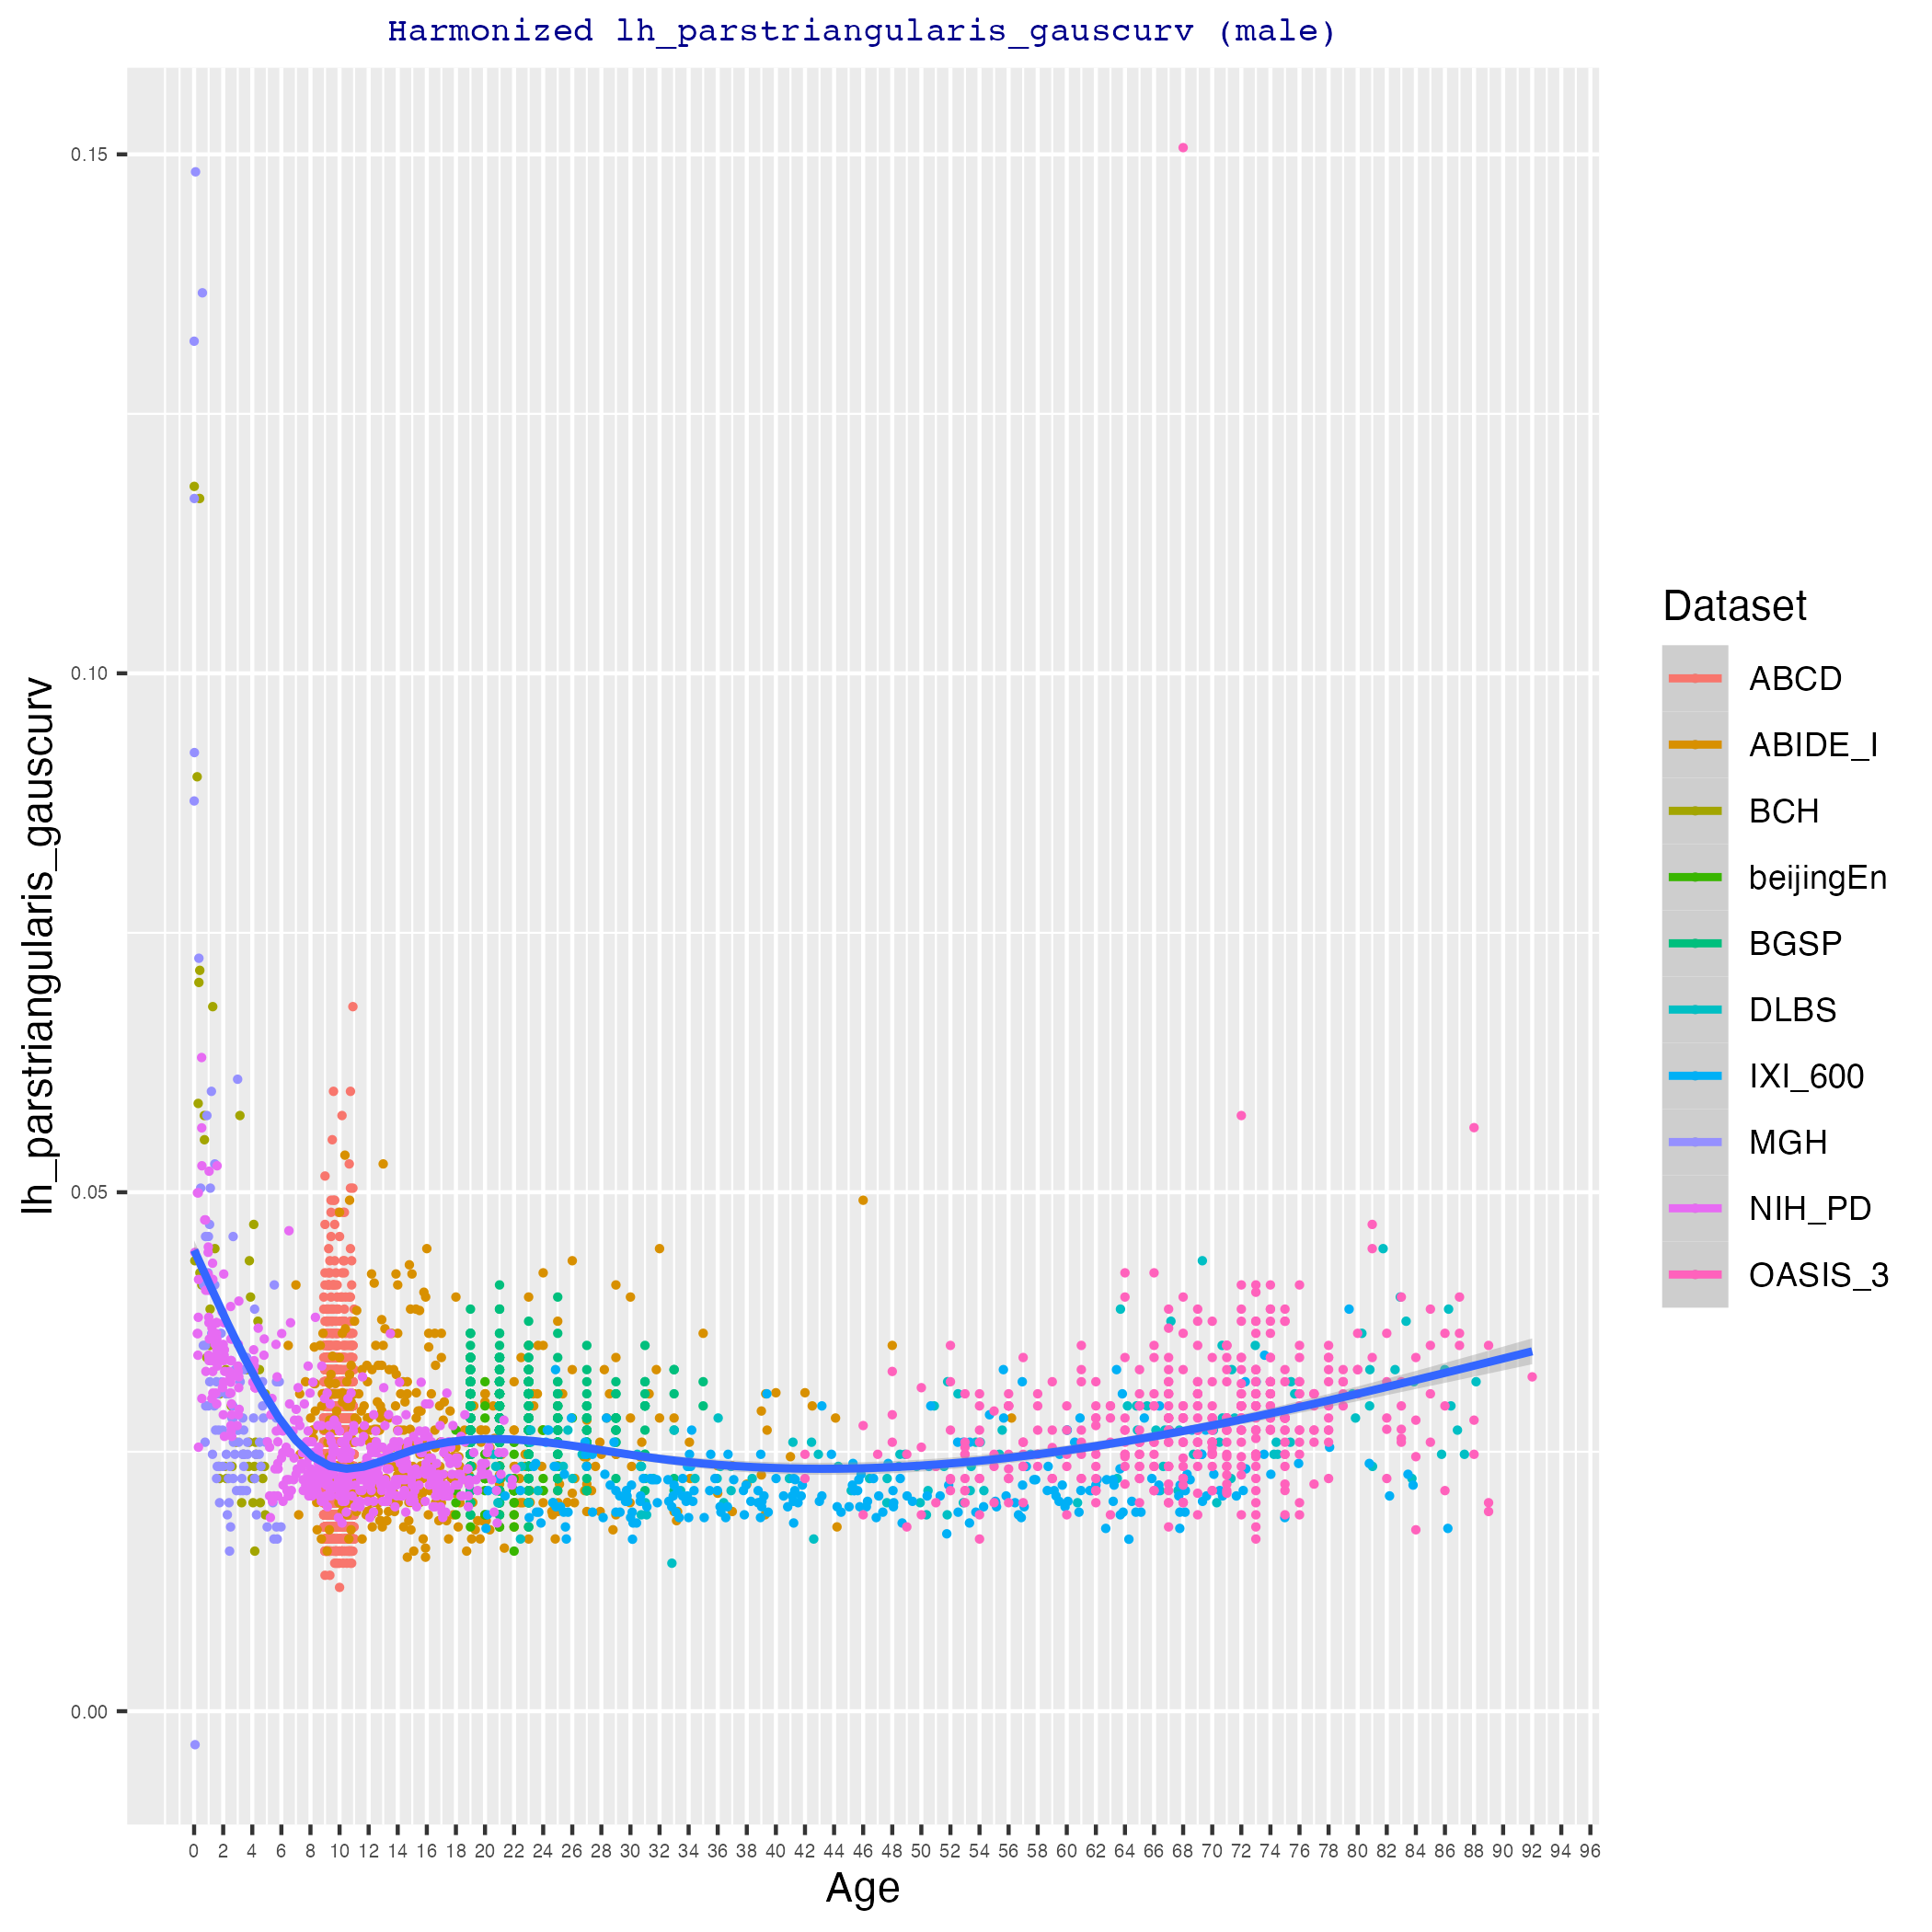 Harmonized lh_parstriangularis_gauscurv (male)
lh_parstriangularis_gauscurv
0.15
0.10
0.05
0.00
0 2 4 6 8 10 12 14 16 18 20 22 24 26 28 30 32 34 36 38 40 42 44 46 48 50 52 54 56 58 60 62 64 66 68 70 72 74 76 78 80 82 84 86 88 90 92 94 96
Age
Dataset
ABCD
ABIDE_I
BCH
beijingEn
BGSP
DLBS
IXI_600
MGH
NIH_PD
OASIS_3